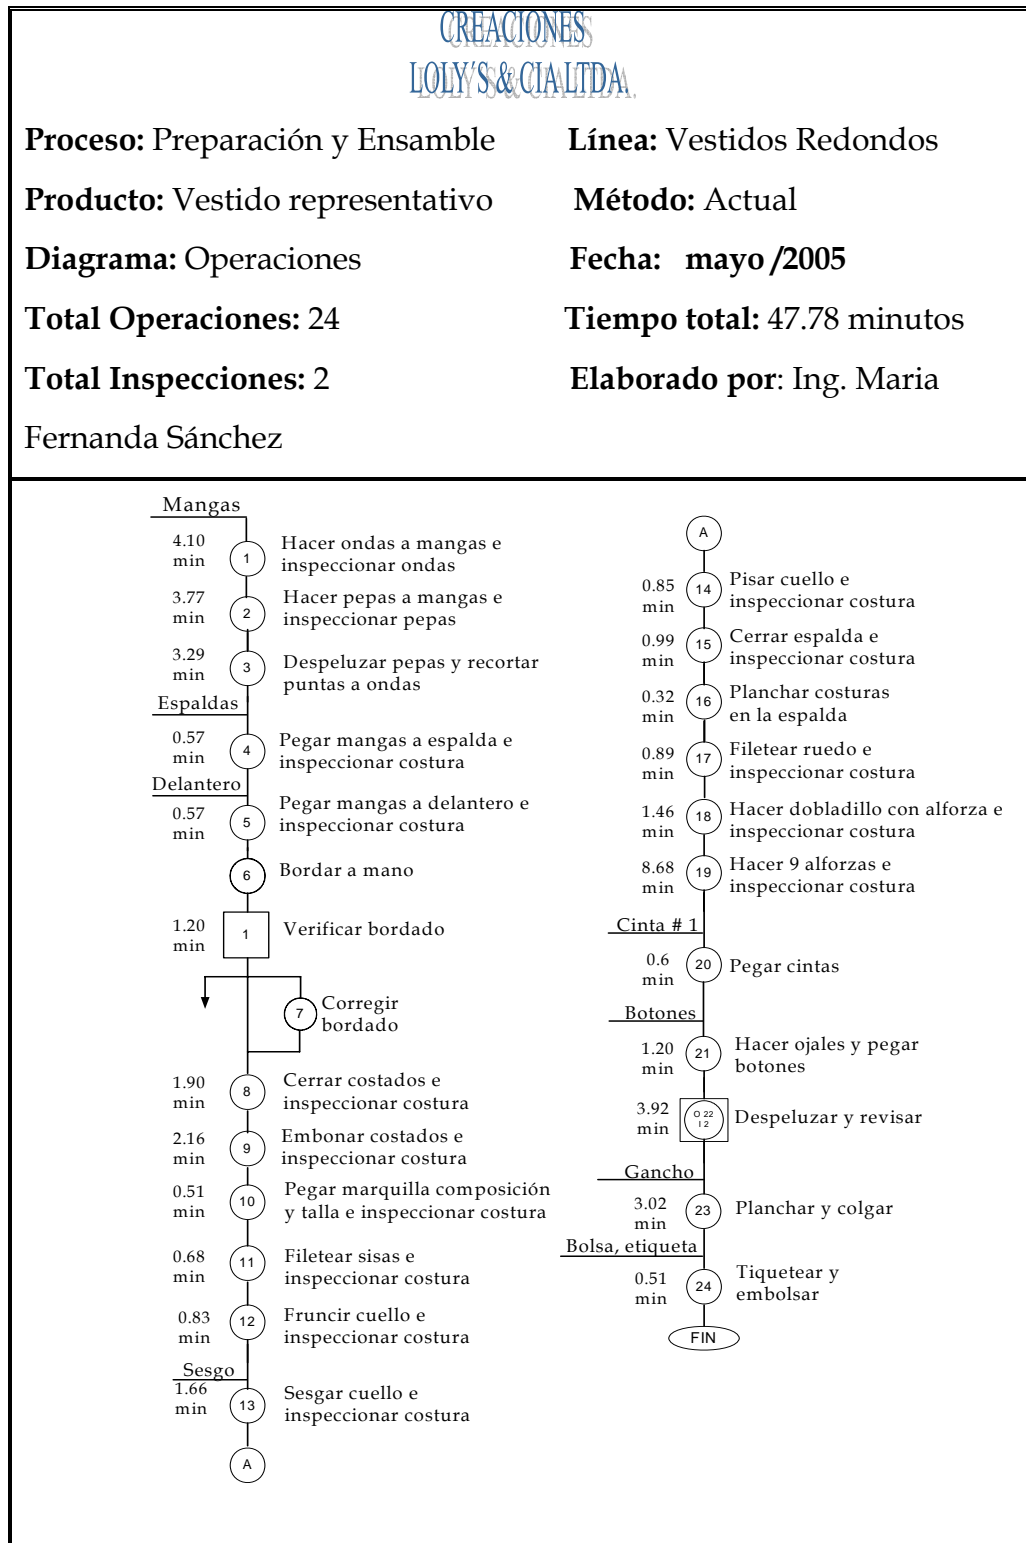 CREACIONES
LOLY´S & CIA LTDA.
Proceso: Preparación y Ensamble Línea: Vestidos Redondos
Producto: Vestido representativo Método: Actual
Diagrama: Operaciones Fecha: mayo /2005
Total Operaciones: 24 Tiempo total: 47.78 minutos
Total Inspecciones: 2 Elaborado por: Ing. Maria
Fernanda Sánchez
Mangas
4.10
min
1
Hacer ondas a mangas e
inspeccionar ondas
3.77
min
2
Hacer pepas a mangas e
inspeccionar pepas
3.29
min
3
Despeluzar pepas y recortar
puntas a ondas
Espaldas
0.57
min
4
Pegar mangas a espalda e
inspeccionar costura
Delantero
0.57
min
5
Pegar mangas a delantero e
inspeccionar costura
6
Bordar a mano
1.20
min
1
Verificar bordado
7
Corregir
bordado
1.90
min
8
Cerrar costados e
inspeccionar costura
2.16
min
9
Embonar costados e
inspeccionar costura
0.51
min
10
Pegar marquilla composición
y talla e inspeccionar costura
0.68
min
11
Filetear sisas e
inspeccionar costura
0.83
min
12
Fruncir cuello e
inspeccionar costura
Sesgo
1.66
min
13
Sesgar cuello e
inspeccionar costura
A
A
0.85
min
14
Pisar cuello e
inspeccionar costura
0.99
min
15
Cerrar espalda e
inspeccionar costura
0.32
min
16
Planchar costuras
en la espalda
0.89
min
17
Filetear ruedo e
inspeccionar costura
1.46
min
18
Hacer dobladillo con alforza e
inspeccionar costura
8.68
min
19
Hacer 9 alforzas e
inspeccionar costura
Cinta # 1
0.6
min
20
Pegar cintas
Botones
1.20
min
21
Hacer ojales y pegar
botones
3.92
min
O 22
I 2
Despeluzar y revisar
Gancho
3.02
min
23
Planchar y colgar
Bolsa, etiqueta
0.51
min
24
Tiquetear y
embolsar
FIN